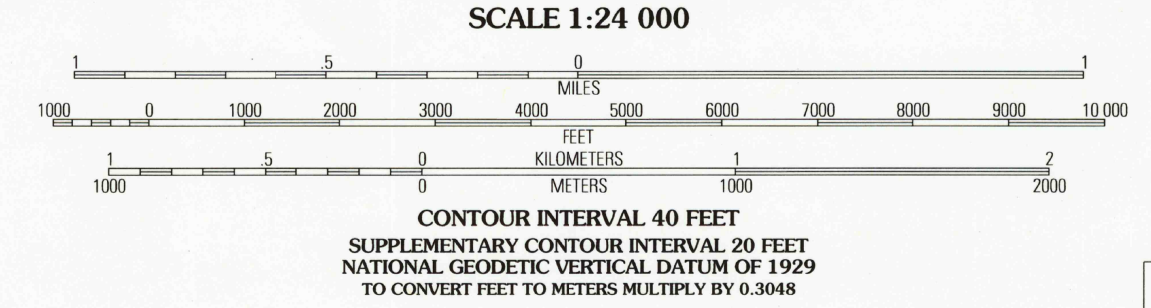 SCALE 1:24 000
1 .5 0 1
MILES
1000 0 1000 2000 3000 4000 5000 6000 7000 8000 9000 10 000
FEET
1 .5 0 KILOMETERS 1 2
1000 0 METERS 1000 2000
CONTOUR INTERVAL 40 FEET
SUPPLEMENTARY CONTOUR INTERVAL 20 FEET
NATIONAL GEODETIC VERTICAL DATUM OF 1929
TO CONVERT FEET TO METERS MULTIPLY BY 0.3048